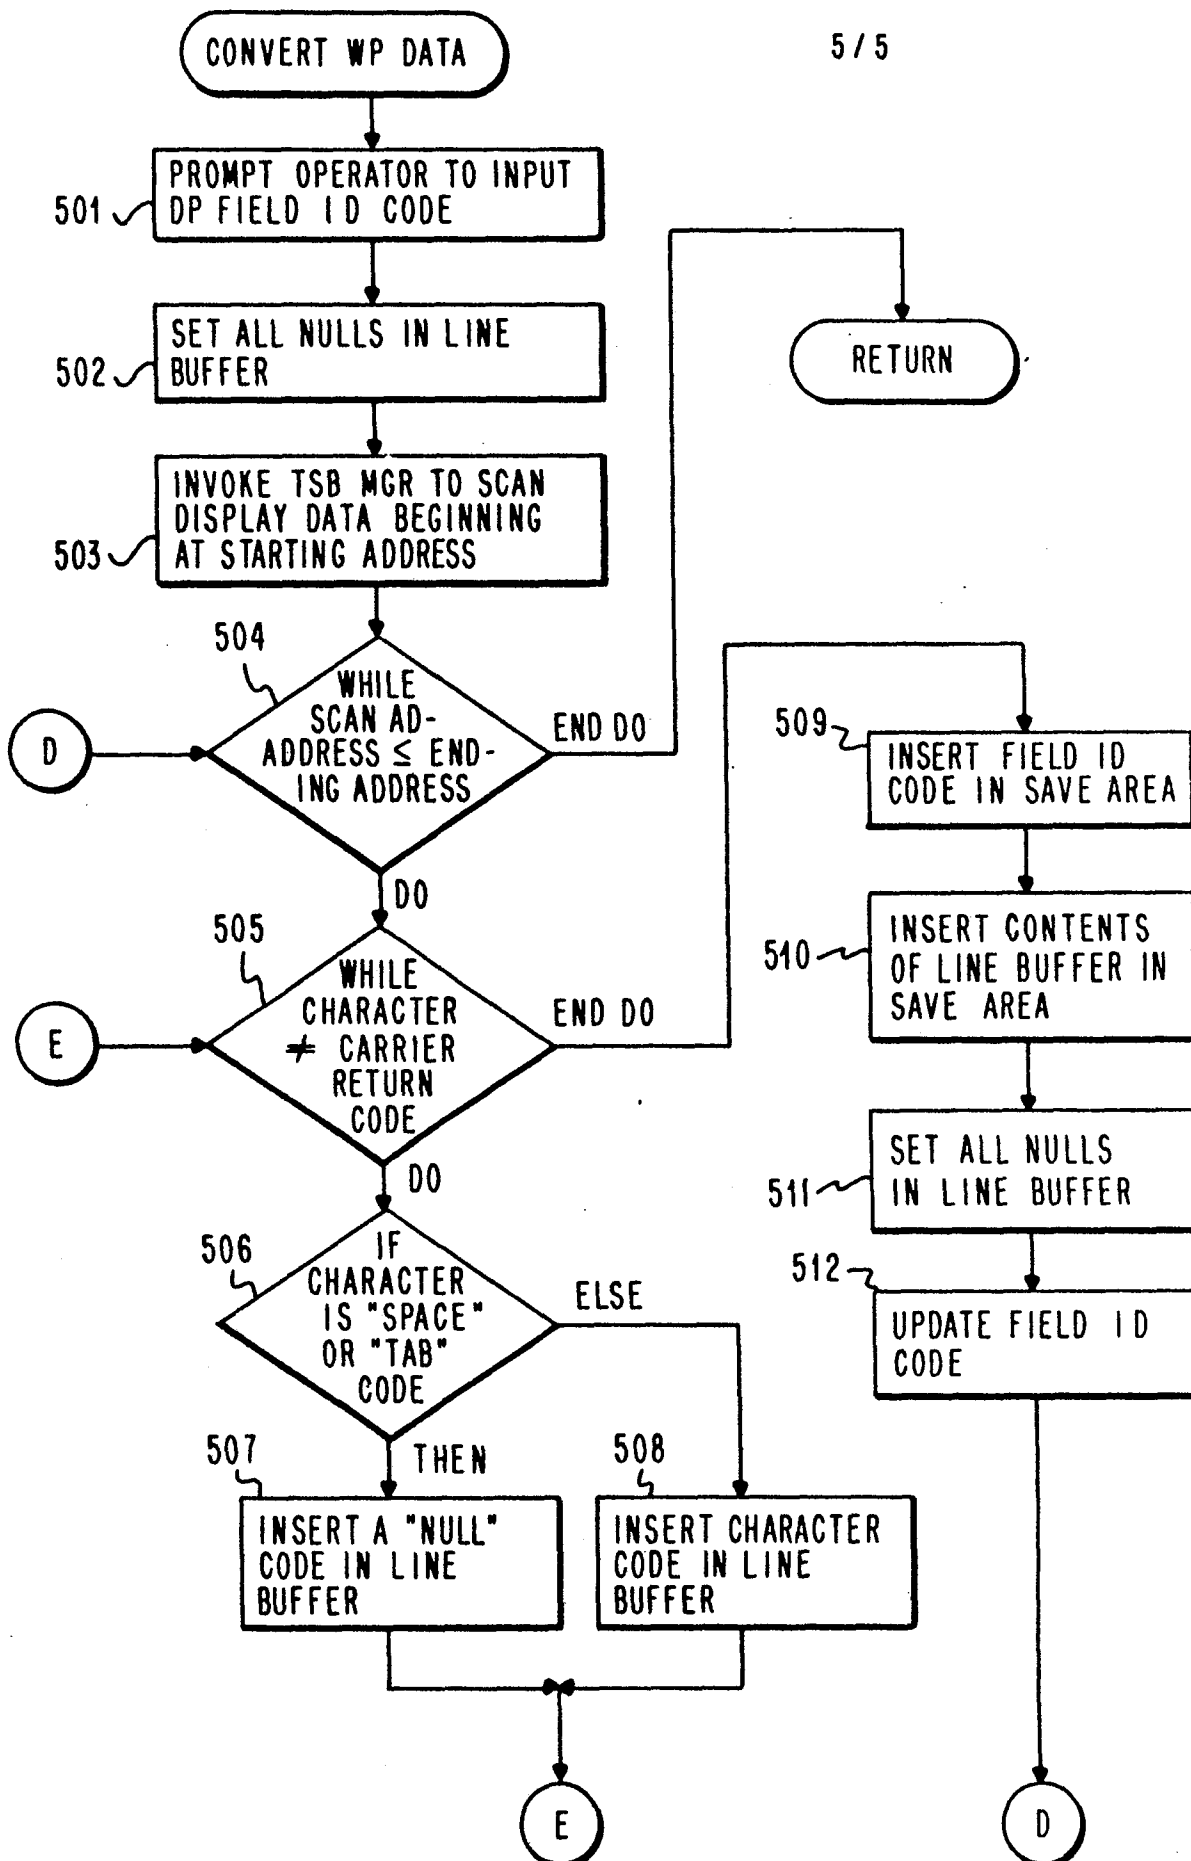 CONVERT WP DATA
5/5
501
PROMPT OPERATOR TO INPUT
DP FIELD ID CODE
502
SET ALL NULLS IN LINE
BUFFER
RETURN
503
INVOKE TSB MGR TO SCAN
DISPLAY DATA BEGINNING
AT STARTING ADDRESS
504
WHILE
SCAN AD-
ADDRESS ≤ END-
ING ADDRESS
END DO
D
DO
505
WHILE
CHARACTER
≠ CARRIER
RETURN
CODE
END DO
E
DO
506
IF
CHARACTER
IS "SPACE"
OR "TAB"
CODE
ELSE
THEN
507
INSERT A "NULL"
CODE IN LINE
BUFFER
508
INSERT CHARACTER
CODE IN LINE
BUFFER
E
509
INSERT FIELD ID
CODE IN SAVE AREA
510
INSERT CONTENTS
OF LINE BUFFER IN
SAVE AREA
511
SET ALL NULLS
IN LINE BUFFER
512
UPDATE FIELD ID
CODE
D